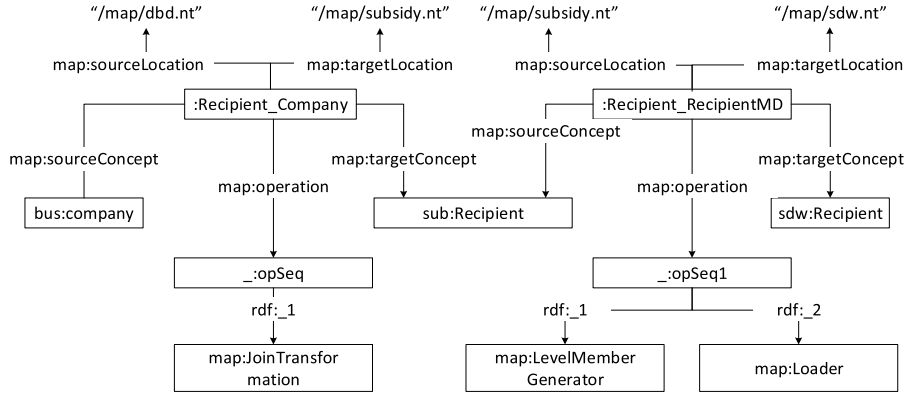 “/map/dbd.nt”
“/map/subsidy.nt”
“/map/subsidy.nt”
“/map/sdw.nt”
map:sourceLocation
map:targetLocation
map:sourceLocation
map:targetLocation
:Recipient_Company
:Recipient_RecipientMD
map:sourceConcept
map:sourceConcept
map:targetConcept
map:targetConcept
map:operation
map:operation
bus:company
sub:Recipient
sdw:Recipient
_:opSeq
_:opSeq1
rdf:_1
rdf:_1
rdf:_2
map:JoinTransfor
mation
map:LevelMember
Generator
map:Loader